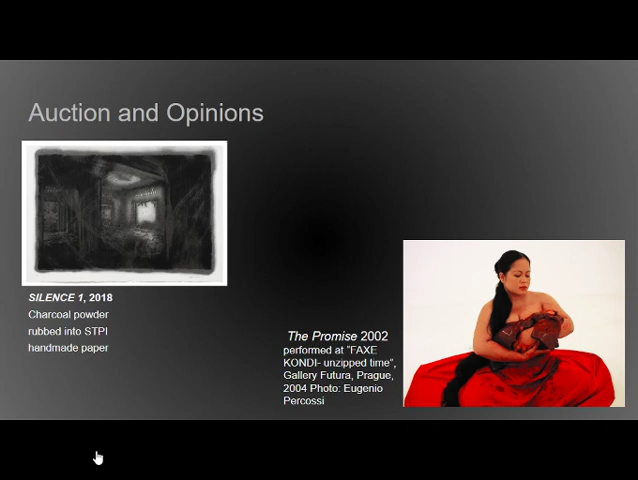 Auction and Opinions
SILENCE 1, 2018
Charcoal powder
rubbed into STPI
handmade paper
The Promise 2002
performed at "FAXE
KONDI- unzipped time",
Gallery Futura, Prague,
2004 Photo: Eugenio
Percossi